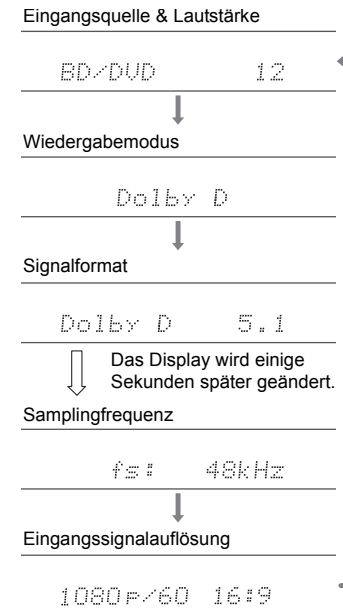 Eingangsquelle & Lautstärke
BD/DVD 12
Wiedergabemodus
Dolby D
Signalformat
Dolby D 5.1
Das Display wird einige
Sekunden später geändert.
Samplingfrequenz
fs: 48kHz
Eingangssignalauflösung
1080p/60 16:9